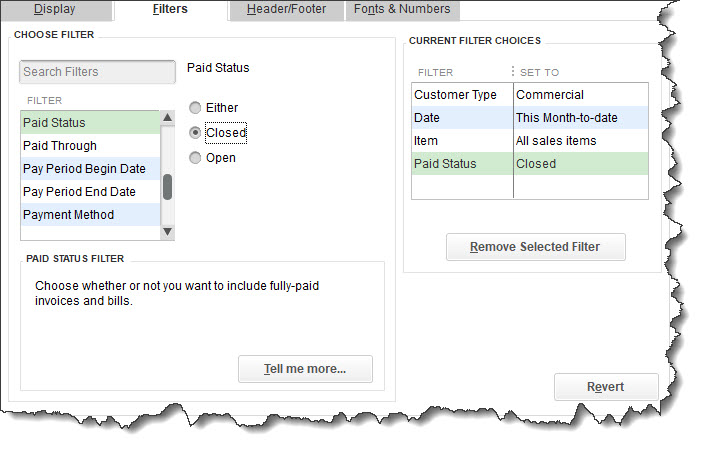 Display
Filters
Header/Footer
Fonts & Numbers
CHOOSE FILTER
Search Filters
Paid Status
FILTER
Paid Status
Paid Through
Pay Period Begin Date
Pay Period End Date
Payment Method
Either
Closed
Open
PAID STATUS FILTER
Choose whether or not you want to include fully-paid
invoices and bills.
Tell me more...
CURRENT FILTER CHOICES
FILTER SET TO
Customer Type Commercial
Date This Month-to-date
Item All sales items
Paid Status Closed
Remove Selected Filter
Revert